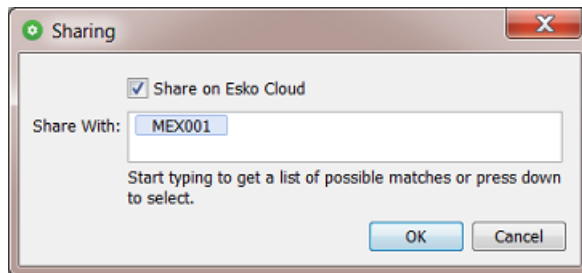 Sharing
Share on Esko Cloud
Share With: MEX001
Start typing to get a list of possible matches or press down
to select.
OK Cancel